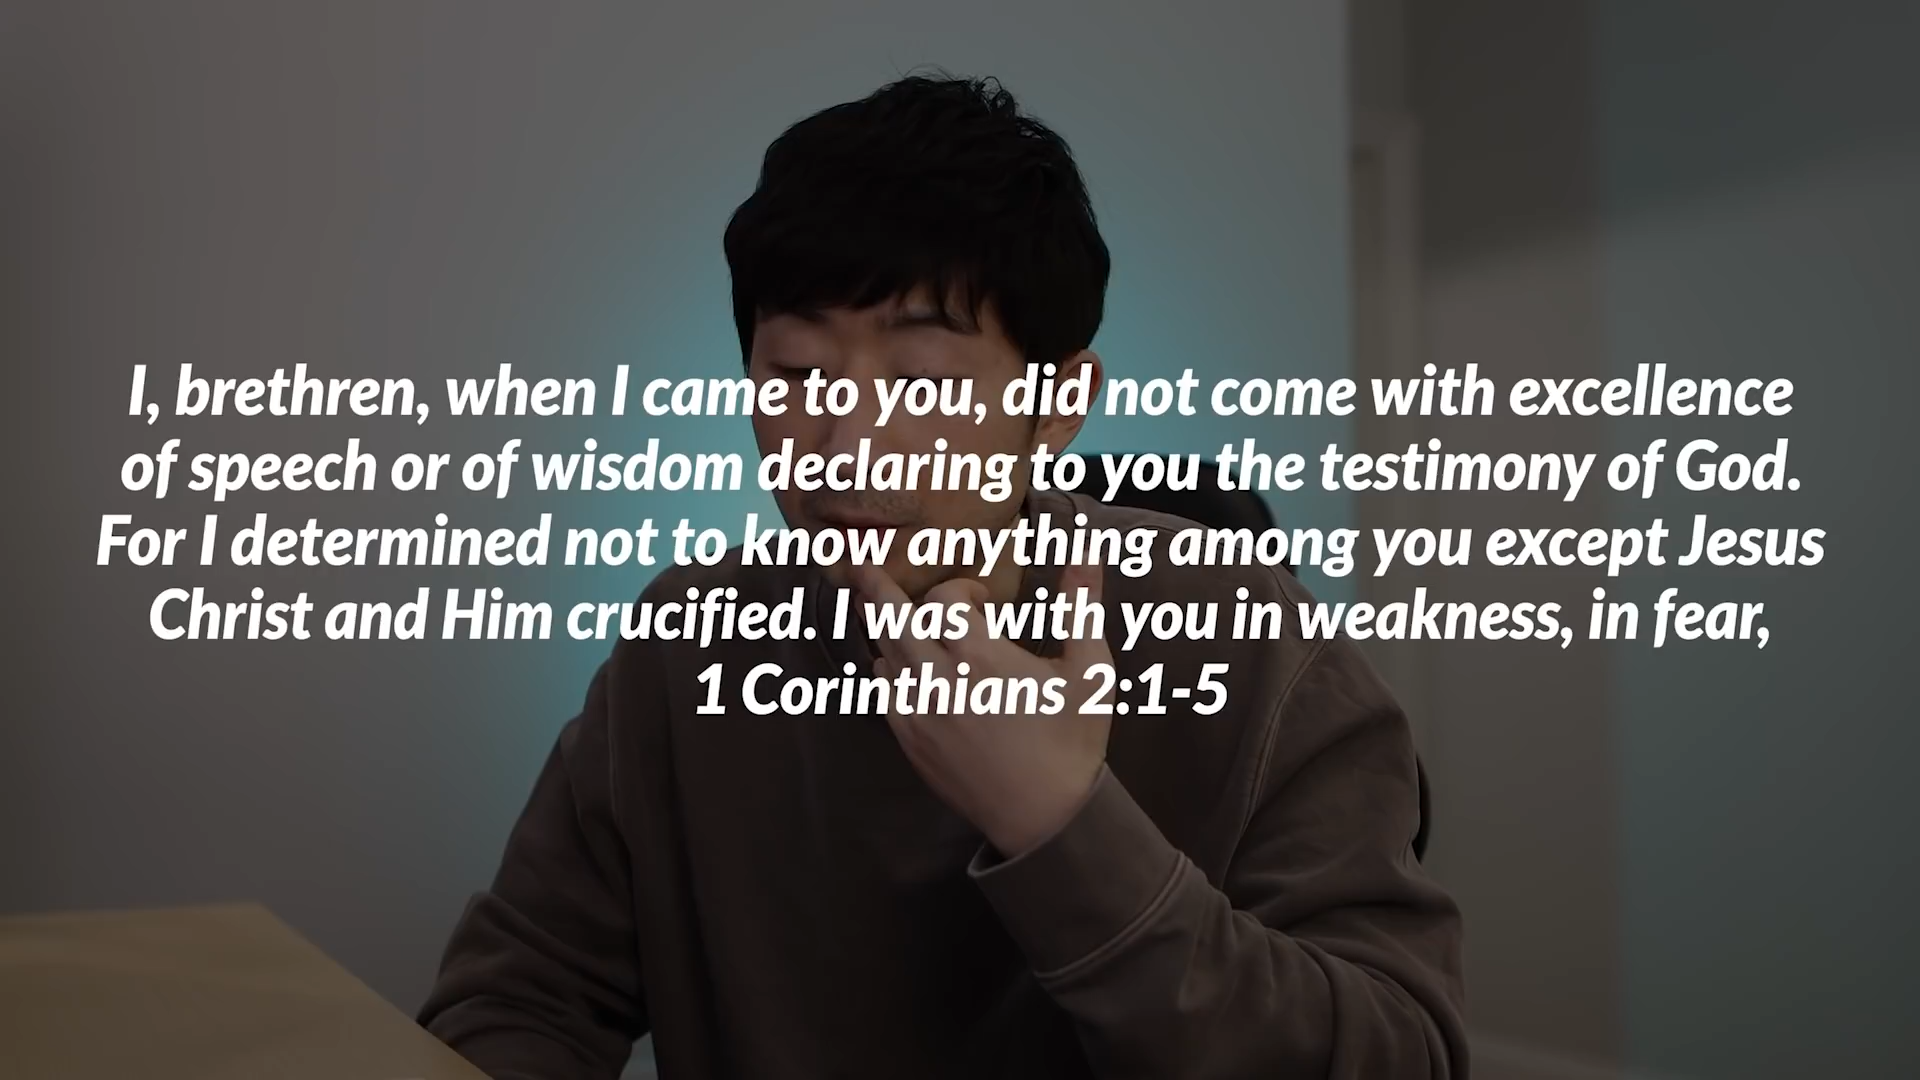 I, brethren, when I came to you, did not come with excellence
of speech or of wisdom declaring to you the testimony of God.
For I determined not to know anything among you except Jesus
Christ and Him crucified. I was with you in weakness, in fear,
1 Corinthians 2:1-5